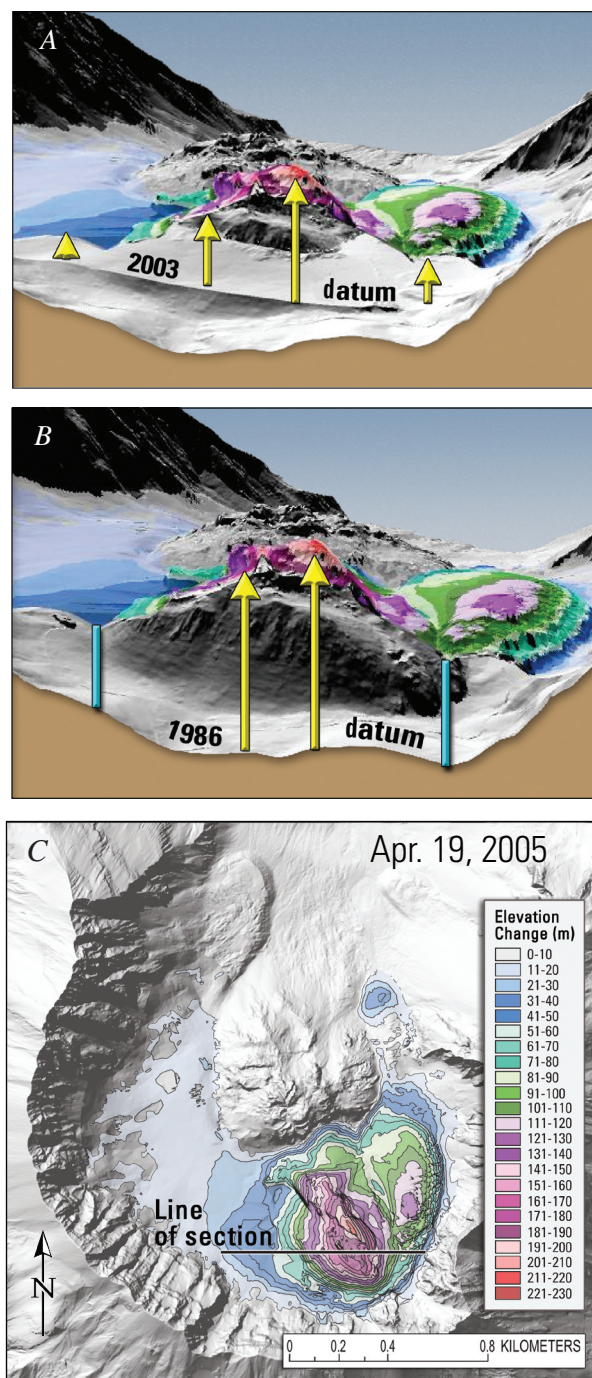 A
2003
datum
B
1986
datum
C
Apr. 19, 2005
Elevation
Change (m)
0-10
11-20
21-30
31-40
41-50
51-60
61-70
71-80
81-90
91-100
101-110
111-120
121-130
131-140
141-150
151-160
161-170
171-180
181-190
191-200
201-210
211-220
221-230
Line
of section
N
0 0.2 0.4 0.8 KILOMETERS